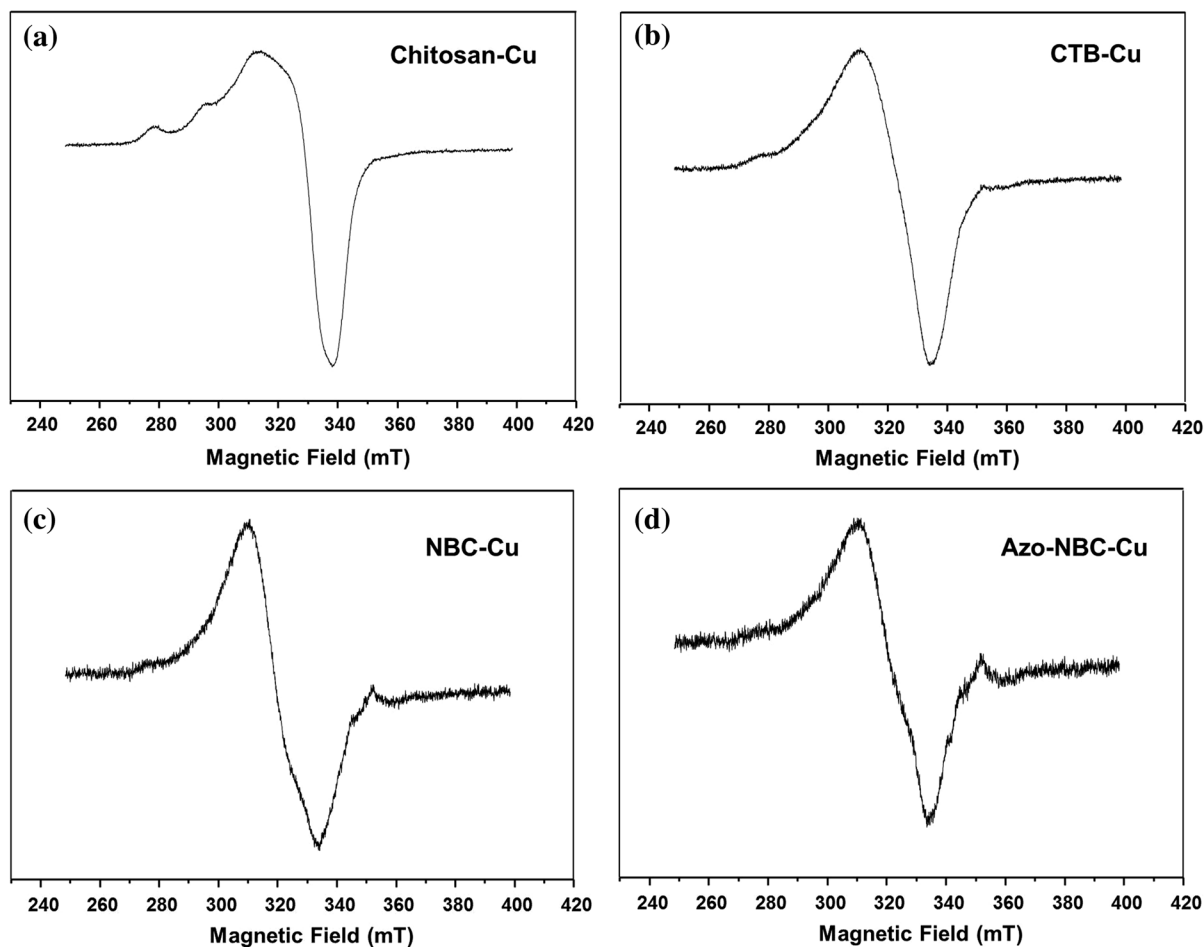 (a)
Chitosan-Cu
240 260 280 300 320 340 360 380 400 420
Magnetic Field (mT)
(b)
CTB-Cu
240 260 280 300 320 340 360 380 400 420
Magnetic Field (mT)
(c)
NBC-Cu
240 260 280 300 320 340 360 380 400 420
Magnetic Field (mT)
(d)
Azo-NBC-Cu
240 260 280 300 320 340 360 380 400 420
Magnetic Field (mT)